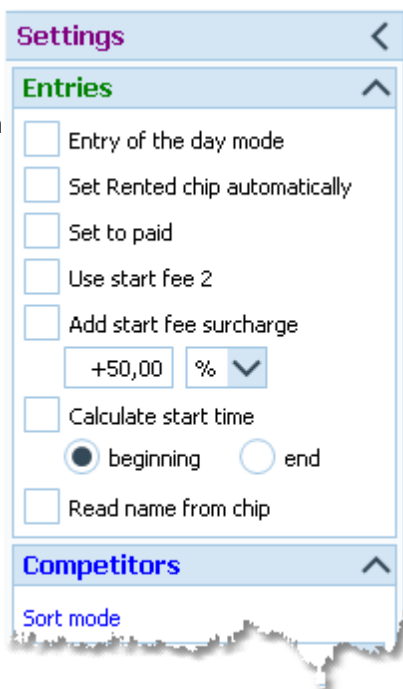 Settings
Entries
Entry of the day mode
Set Rented chip automatically
Set to paid
Use start fee 2
Add start fee surcharge
+50,00 %
Calculate start time
beginning end
Read name from chip
Competitors
Sort mode